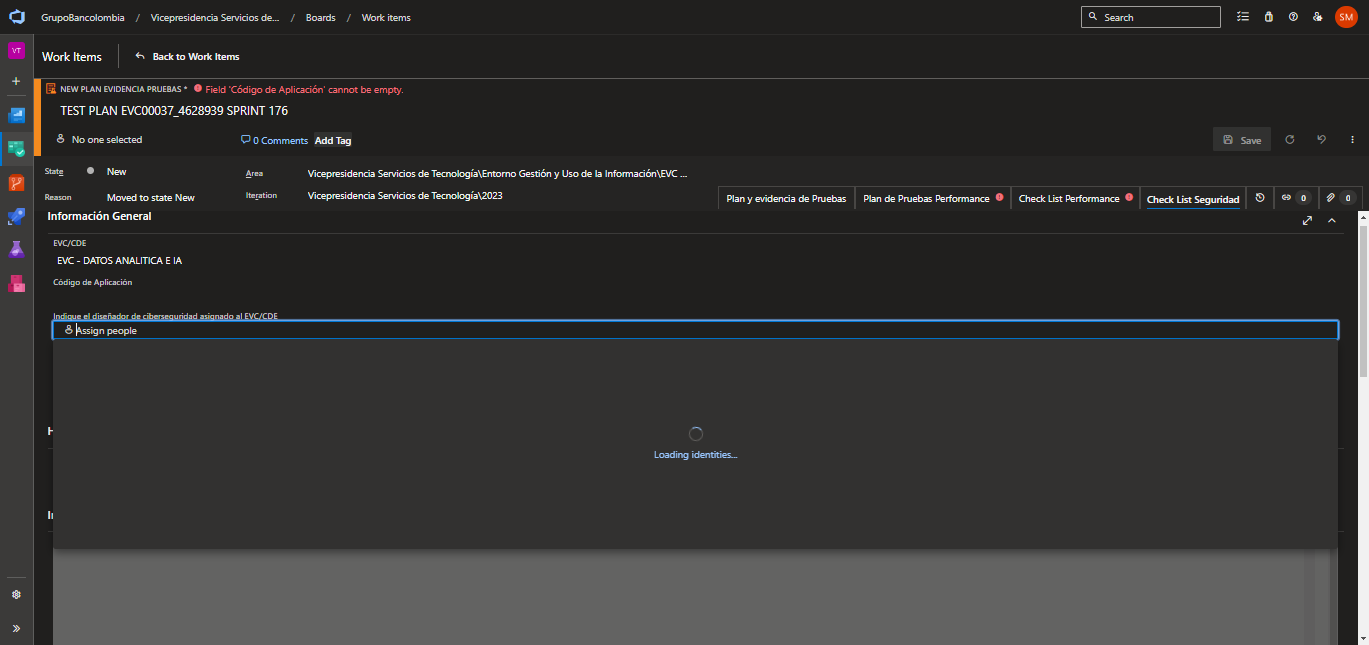 GrupoBancolombia / Vicepresidencia Servicios de... / Boards / Work items
Search
SM
VT
Work Items
Back to Work Items
NEW PLAN EVIDENCIA PRUEBAS *
Field 'Código de Aplicación' cannot be empty.
TEST PLAN EVC00037_4628939 SPRINT 176
No one selected
0 Comments
Add Tag
Save
State
New
Area
Vicepresidencia Servicios de Tecnología\Entorno Gestión y Uso de la Información\EVC ...
Reason
Moved to state New
Iteration
Vicepresidencia Servicios de Tecnología\2023
Plan y evidencia de Pruebas
Plan de Pruebas Performance
Check List Performance
Check List Seguridad
0
0
Información General
EVC/CDE
EVC - DATOS ANALITICA E IA
Código de Aplicación
Indique el diseñador de ciberseguridad asignado al EVC/CDE
Assign people
Loading identities...